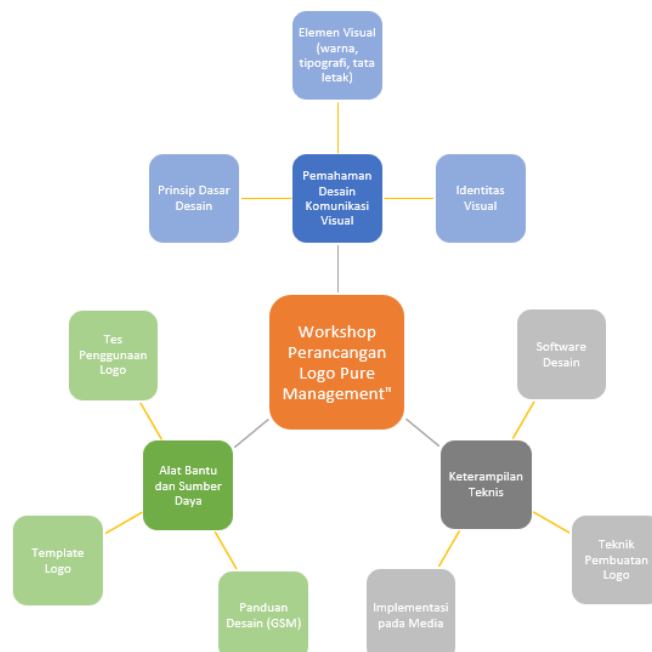 Elemen Visual
(warna,
tipografi, tata
letak)
Prinsip Dasar
Desain
Pemahaman
Desain
Komunikasi
Visual
Identitas
Visual
Workshop
Perancangan
Logo Pure
Management"
Tes
Penggunaan
Logo
Software
Desain
Alat Bantu
dan Sumber
Daya
Keterampilan
Teknis
Template
Logo
Teknik
Pembuatan
Logo
Panduan
Desain (GSM)
Implementasi
pada Media